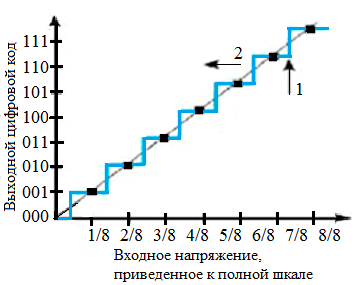 Выходной цифровой код
111
110
101
100
011
010
001
000
2
1
1/8 2/8 3/8 4/8 5/8 6/8 7/8 8/8
Входное напряжение,
приведенное к полной шкале